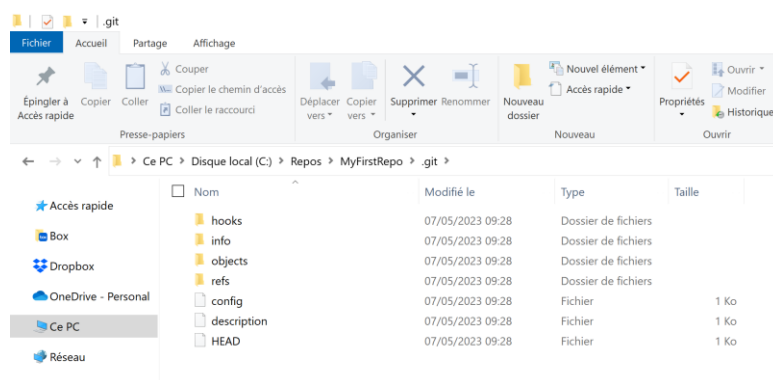 .git
Fichier Accueil Partage Affichage
Épingler à Accès rapide
Copier
Coller
Couper
Copier le chemin d'accès
Coller le raccourci
Déplacer vers
Copier vers
Supprimer
Renommer
Nouveau dossier
Nouvel élément
Accès rapide
Propriétés
Ouvrir
Modifier
Historique
Presse-papiers Organiser Nouveau Ouvrir
Ce PC > Disque local (C:) > Repos > MyFirstRepo > .git >
Accès rapide
Box
Dropbox
OneDrive - Personal
Ce PC
Réseau
Nom Modifié le Type Taille
hooks 07/05/2023 09:28 Dossier de fichiers
info 07/05/2023 09:28 Dossier de fichiers
objects 07/05/2023 09:28 Dossier de fichiers
refs 07/05/2023 09:28 Dossier de fichiers
config 07/05/2023 09:28 Fichier 1 Ko
description 07/05/2023 09:28 Fichier 1 Ko
HEAD 07/05/2023 09:28 Fichier 1 Ko